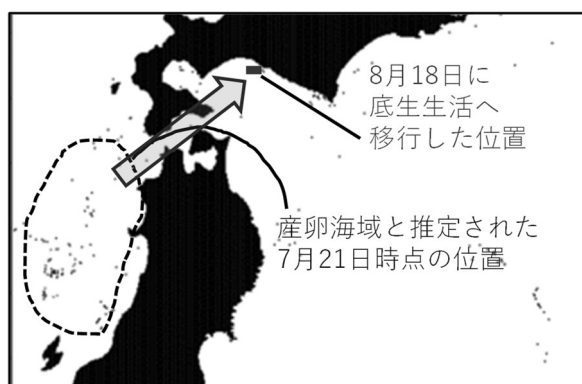 8月18日に
底生生活へ
移行した位置
産卵海域と推定された
7月21日時点の位置